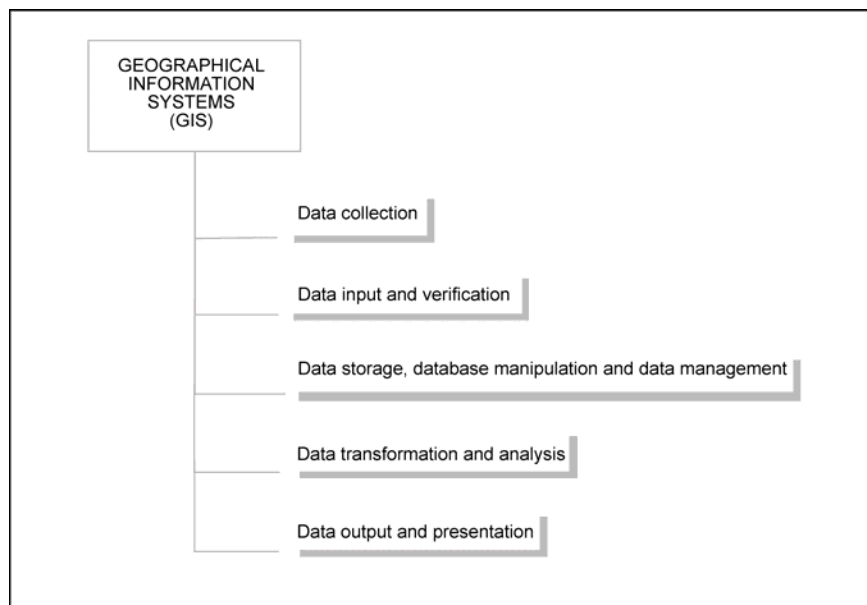 GEOGRAPHICAL
INFORMATION
SYSTEMS
(GIS)
Data collection
Data input and verification
Data storage, database manipulation and data management
Data transformation and analysis
Data output and presentation